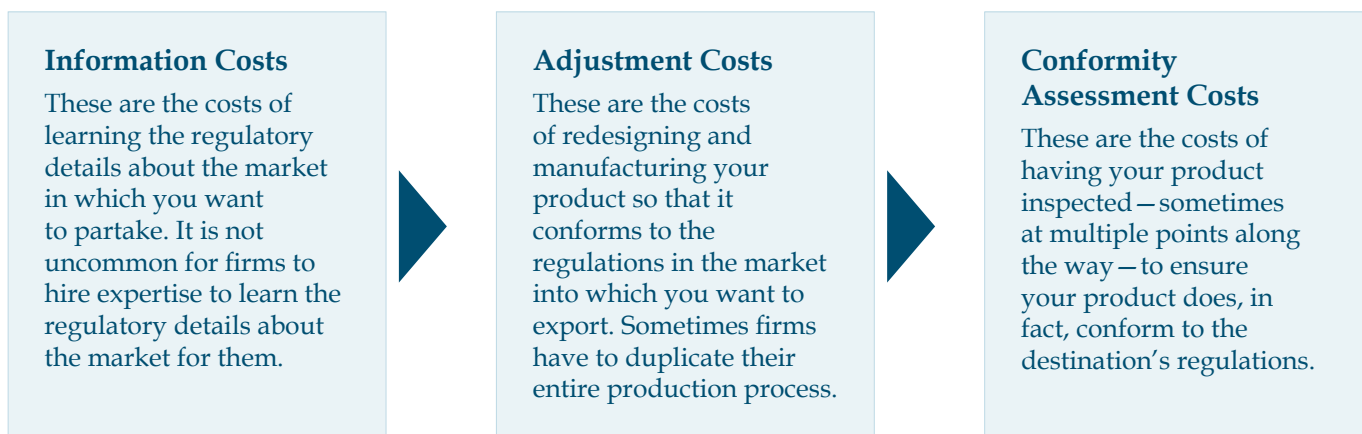 Information Costs
These are the costs of
learning the regulatory
details about the market
in which you want
to partake. It is not
uncommon for firms to
hire expertise to learn the
regulatory details about
the market for them.
Adjustment Costs
These are the costs
of redesigning and
manufacturing your
product so that it
conforms to the
regulations in the market
into which you want to
export. Sometimes firms
have to duplicate their
entire production process.
Conformity
Assessment Costs
These are the costs of
having your product
inspected—sometimes
at multiple points along
the way—to ensure
your product does, in
fact, conform to the
destination’s regulations.